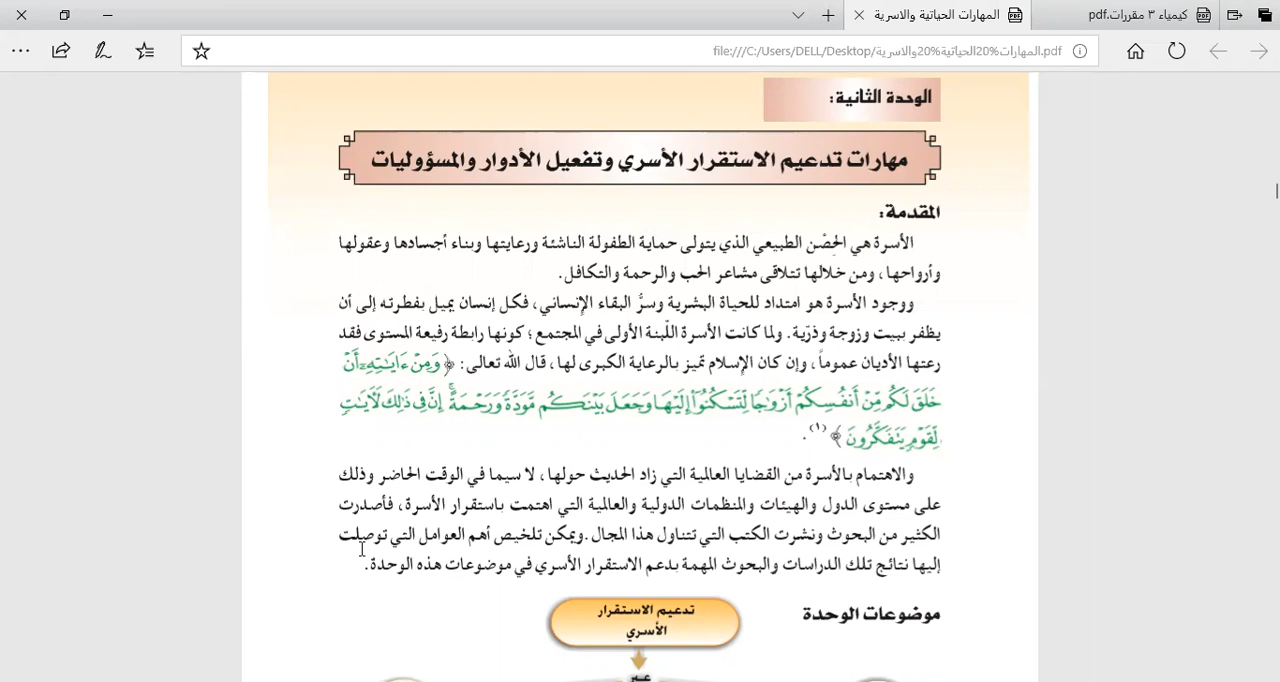 المهارات الحياتية والاسرية
كيمياء ٣ مقررات.pdf
file:///C:/Users/DELL/Desktop/المهارات%20الحياتية%20والاسرية.pdf
الوحدة الثانية:
مهارات تدعيم الاستقرار الأسري وتفعيل الأدوار والمسؤوليات
المقدمة:
الأسرة هي الحِصْن الطبيعي الذي يتولى حماية الطفولة الناشئة ورعايتها وبناء أجسادها وعقولها
وأرواحها، ومن خلالها تتلاقى مشاعر الحب والرحمة والتكافل.
ووجود الأسرة هو امتداد للحياة البشرية وسرُّ البقاء الإنساني، فكل إنسان يميل بفطرته إلى أن
يظفر ببيت وزوجة وذرّية. ولما كانت الأسرة اللّبنة الأولى في المجتمع؛ كونها رابطة رفيعة المستوى فقد
رعتها الأديان عموماً، وإن كان الإسلام تميز بالرعاية الكبرى لها، قال الله تعالى: ﴿ وَمِنْ ءَايَـٰتِهِۦٓ أَنْ
خَلَقَ لَكُم مِّنْ أَنفُسِكُمْ أَزْوَٰجًا لِّتَسْكُنُوٓا۟ إِلَيْهَا وَجَعَلَ بَيْنَكُم مَّوَدَّةً وَرَحْمَةً ۚ إِنَّ فِى ذَٰلِكَ لَـَٔايَـٰتٍ
لِّقَوْمٍ يَتَفَكَّرُونَ ﴾(١).
والاهتمام بالأسرة من القضايا العالمية التي زاد الحديث حولها، لا سيما في الوقت الحاضر وذلك
على مستوى الدول والهيئات والمنظمات الدولية والعالمية التي اهتمت باستقرار الأسرة، فأصدرت
الكثير من البحوث ونشرت الكتب التي تتناول هذا المجال .ويمكن تلخيص أهم العوامل التي توصلت
إليها نتائج تلك الدراسات والبحوث المهمة بدعم الاستقرار الأسري في موضوعات هذه الوحدة.
موضوعات الوحدة
تدعيم الاستقرار
الأسري
عبر